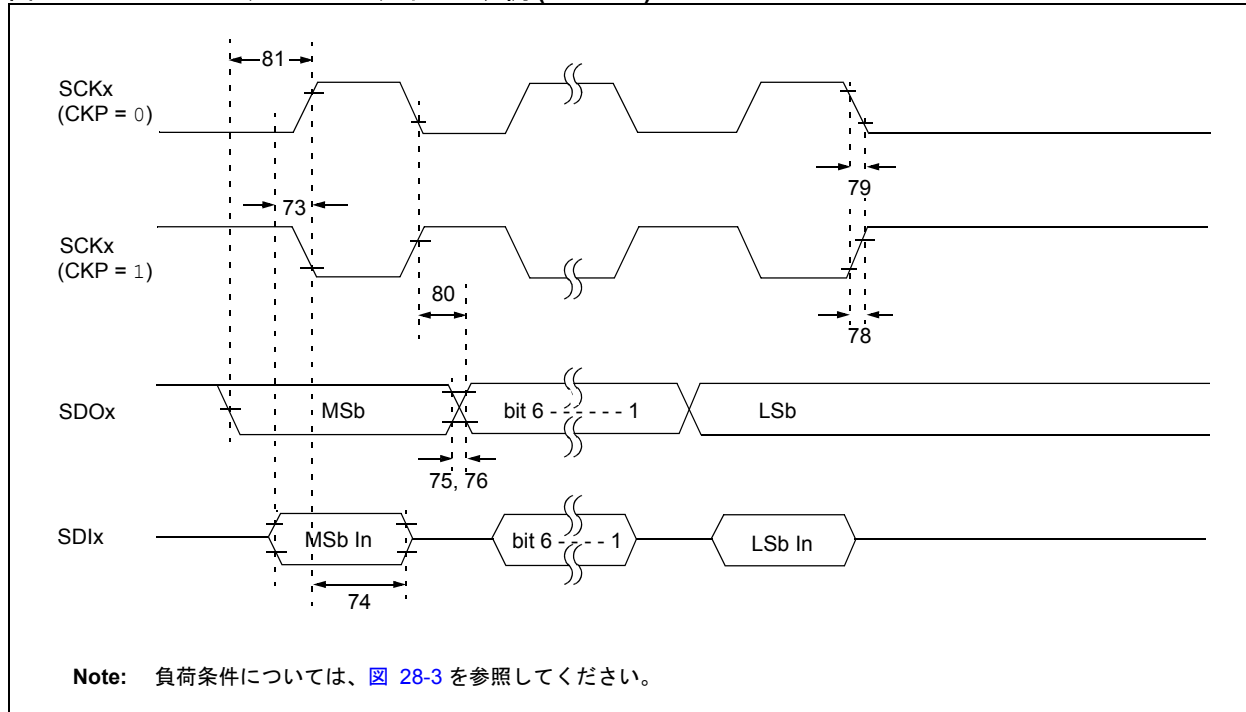 81
SCKx
(CKP = 0)
79
73
SCKx
(CKP = 1)
80
78
SDOx
MSb
bit 6 - - - - - - 1
LSb
75, 76
SDIx
MSb In
bit 6 - - - - - 1
LSb In
74
Note: 負荷条件については、図 28-3 を参照してください。